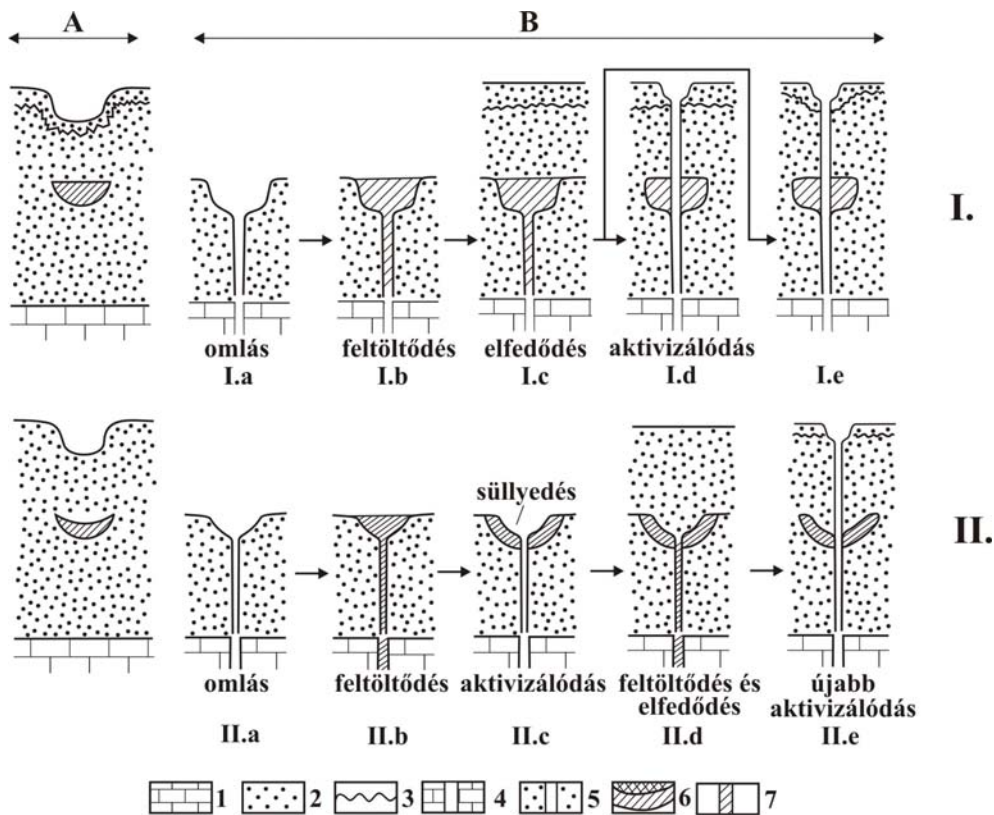 A B
I.
omlás feltöltődés elfedődés aktivizálódás
I.a I.b I.c I.d I.e
süllyedés
II.
omlás feltöltődés aktivizálódás feltöltődés és elfedődés újabb aktivizálódás
II.a II.b II.c II.d II.e
1 2 3 4 5 6 7